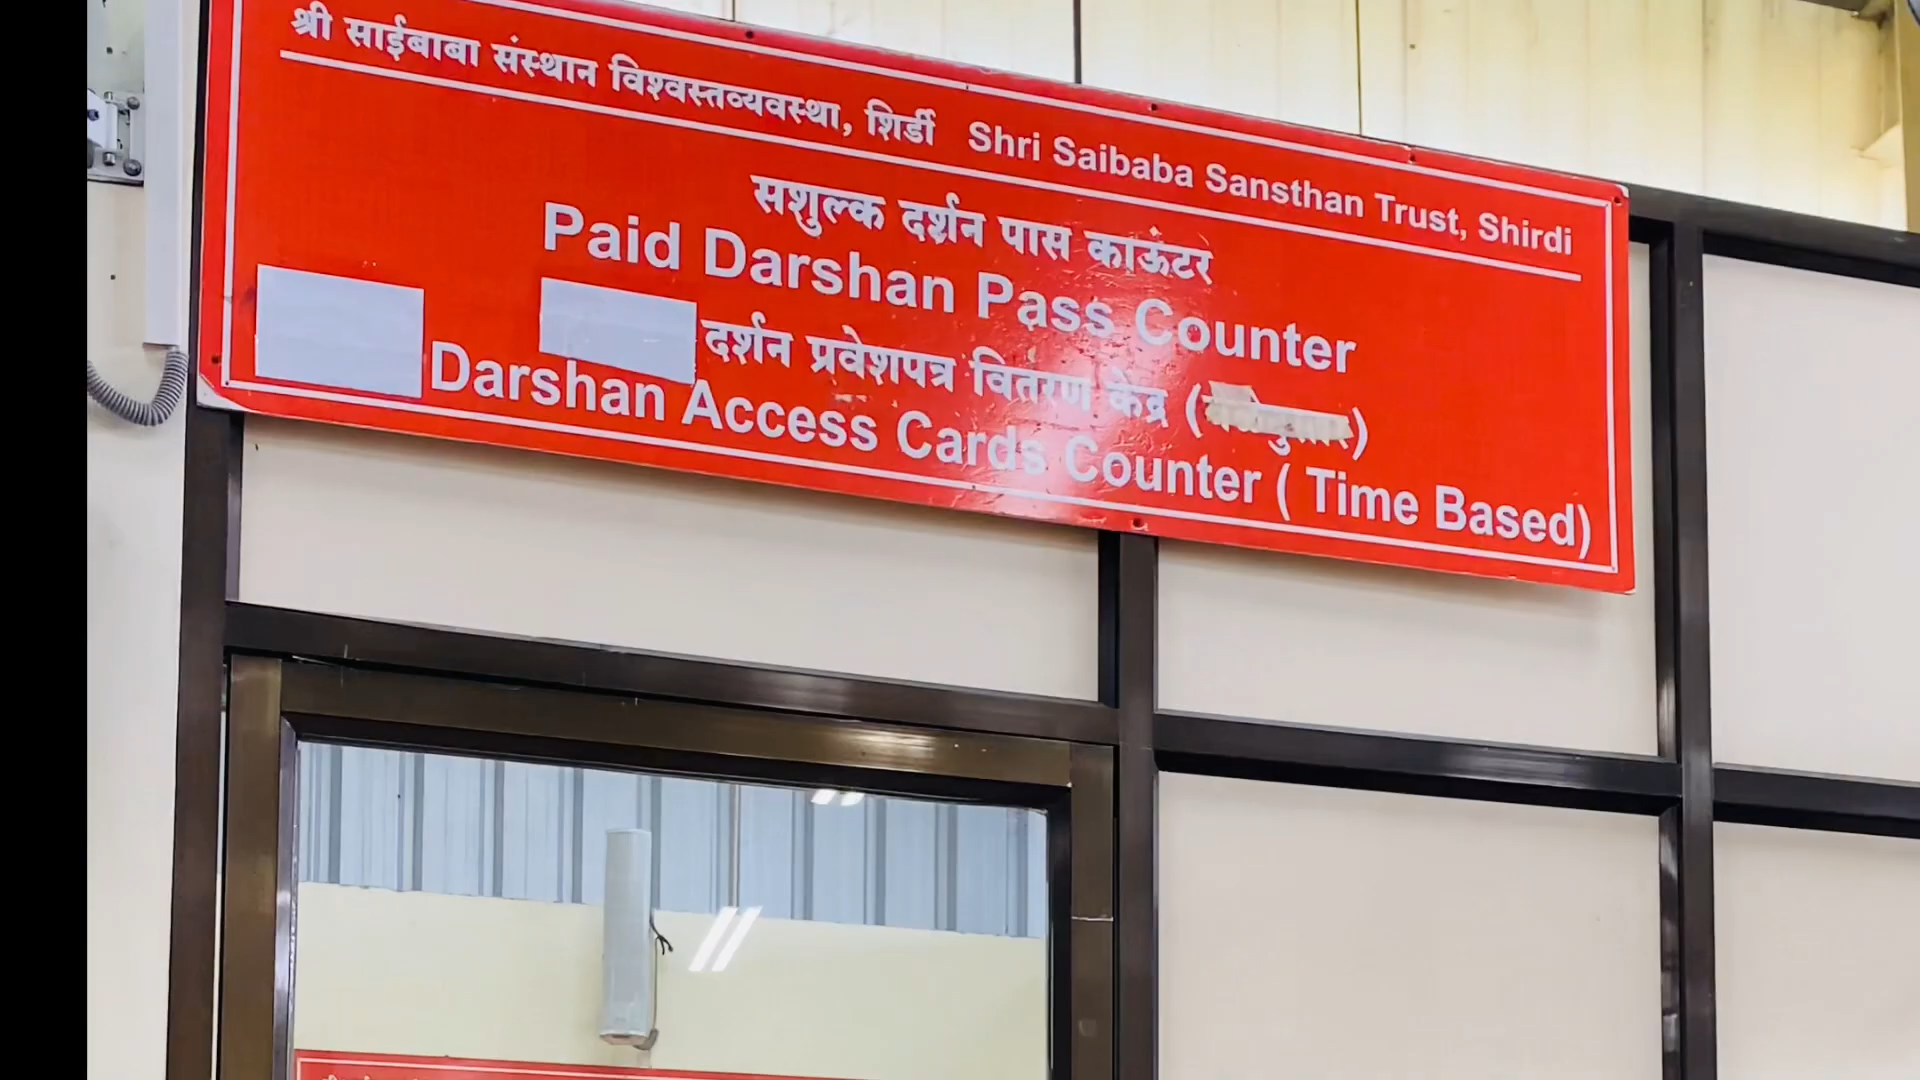 श्री साईबाबा संस्थान विश्वस्तव्यवस्था, शिर्डी Shri Saibaba Sansthan Trust, Shirdi
सशुल्क दर्शन पास काऊंटर
Paid Darshan Pass Counter
दर्शन प्रवेशपत्र वितरण केंद्र ( )
Darshan Access Cards Counter ( Time Based)